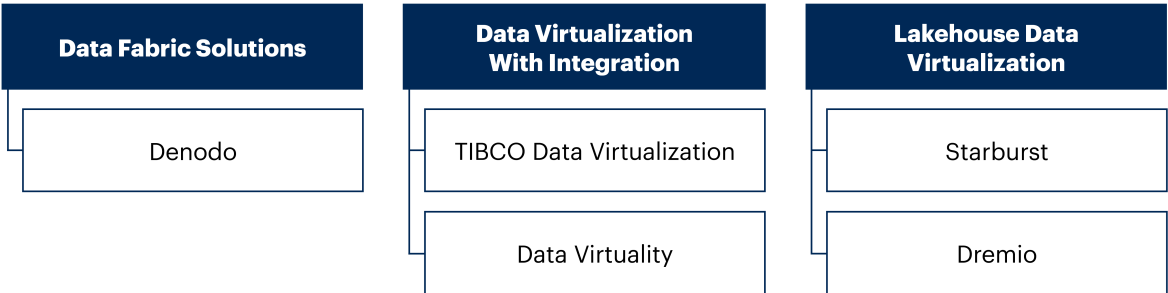 Data Fabric Solutions
Denodo
Data Virtualization
With Integration
TIBCO Data Virtualization
Data Virtuality
Lakehouse Data
Virtualization
Starburst
Dremio